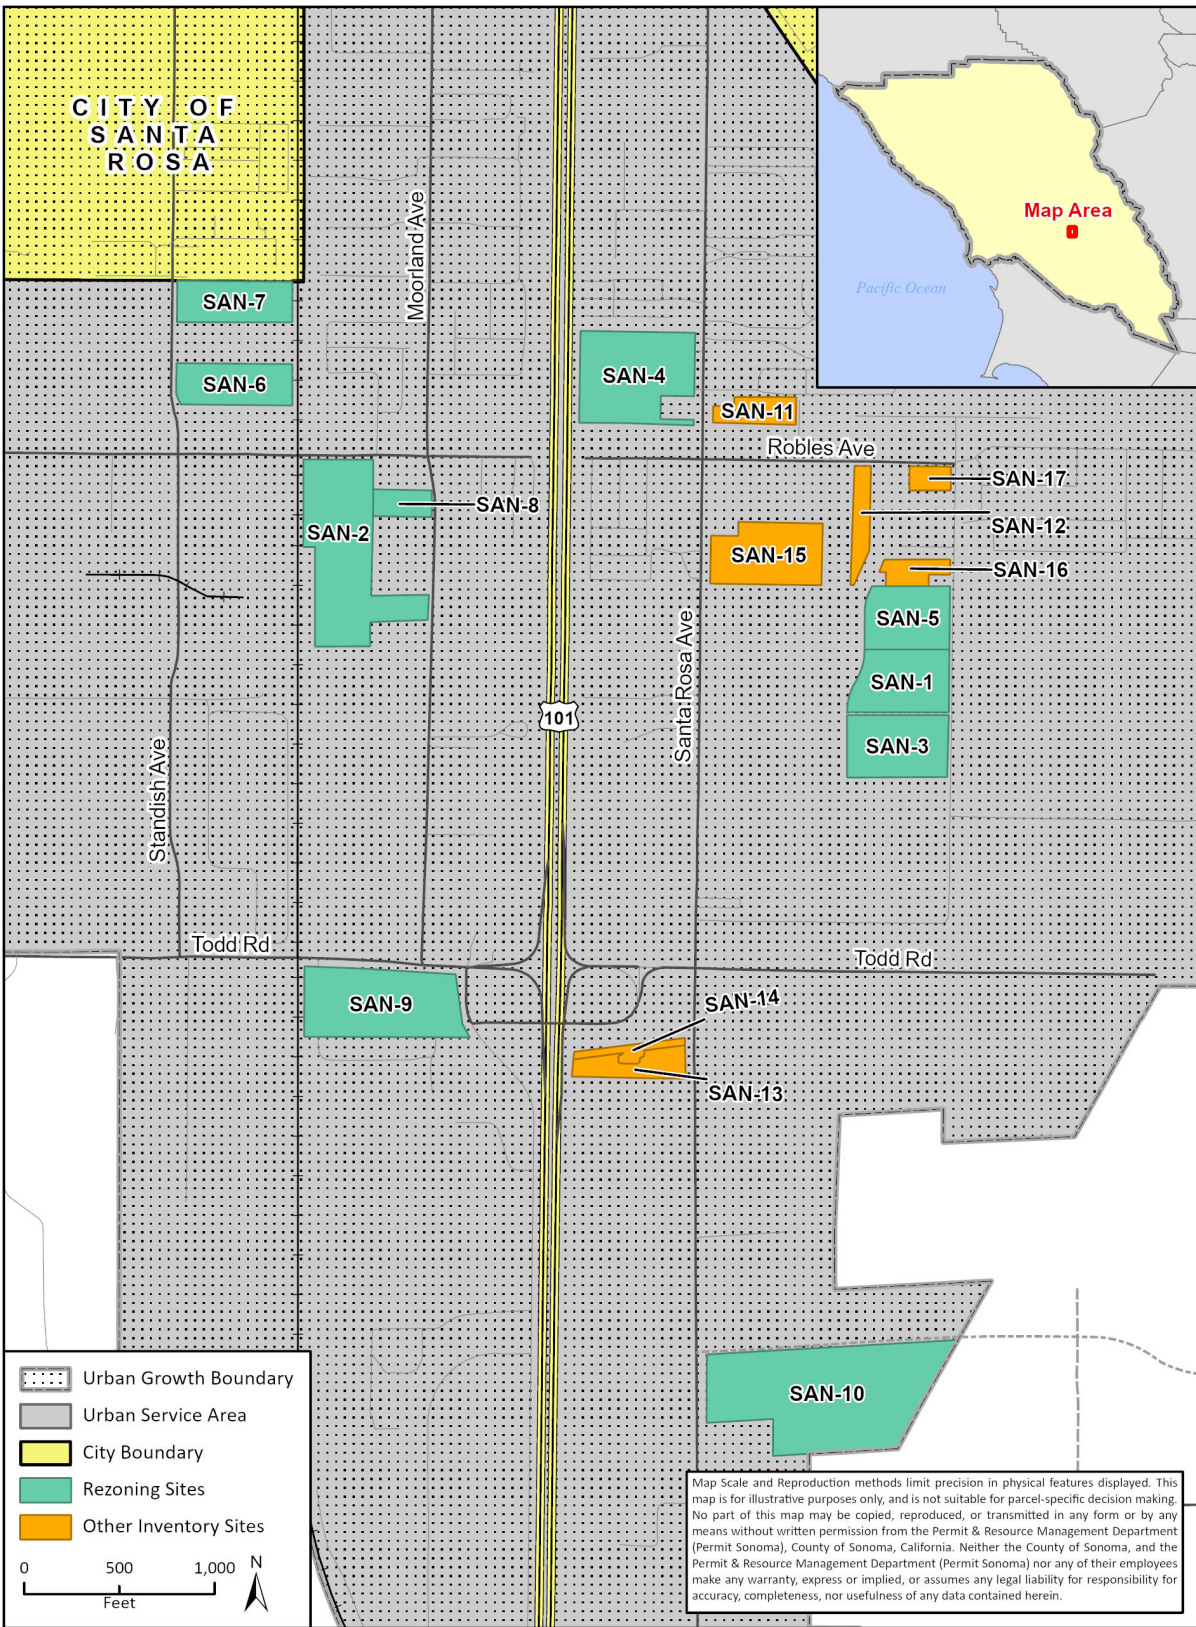 CITY OF
SANTA
ROSA
Map Area
Pacific Ocean
Moorland Ave
SAN-7
SAN-6
SAN-4
SAN-11
Robles Ave
SAN-17
SAN-8
SAN-12
SAN-2
SAN-15
SAN-16
SAN-5
SAN-1
Santa Rosa Ave
101
SAN-3
Standish Ave
Todd Rd
Todd Rd
SAN-9
SAN-14
SAN-13
SAN-10
Urban Growth Boundary
Urban Service Area
City Boundary
Rezoning Sites
Other Inventory Sites
0 500 1,000
Feet
N
Map Scale and Reproduction methods limit precision in physical features displayed. This
map is for illustrative purposes only, and is not suitable for parcel-specific decision making.
No part of this map may be copied, reproduced, or transmitted in any form or by any
means without written permission from the Permit & Resource Management Department
(Permit Sonoma), County of Sonoma, California. Neither the County of Sonoma, and the
Permit & Resource Management Department (Permit Sonoma) nor any of their employees
make any warranty, express or implied, or assumes any legal liability for responsibility for
accuracy, completeness, nor usefulness of any data contained herein.